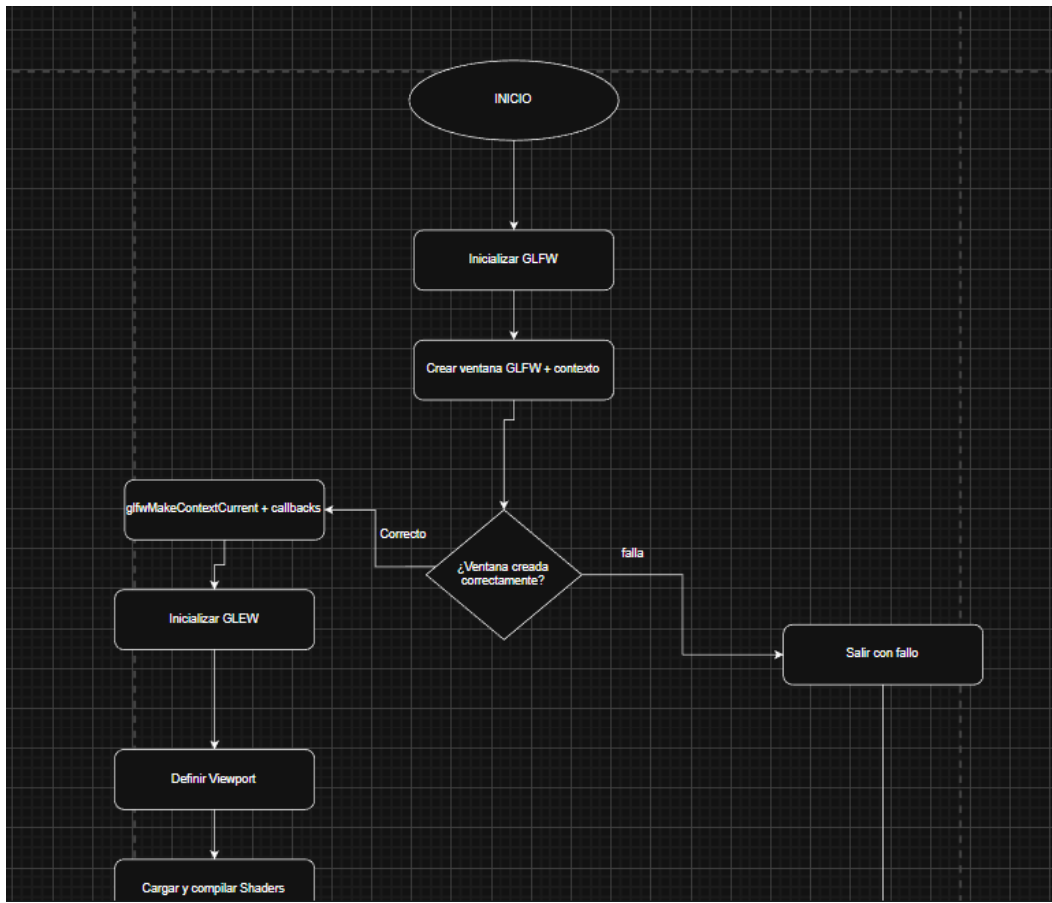 INICIO
Inicializar GLFW
Crear ventana GLFW + contexto
glfwMakeContextCurrent + callbacks
Correcto
¿Ventana creada
correctamente?
falla
Inicializar GLEW
Salir con fallo
Definir Viewport
Cargar y compilar Shaders